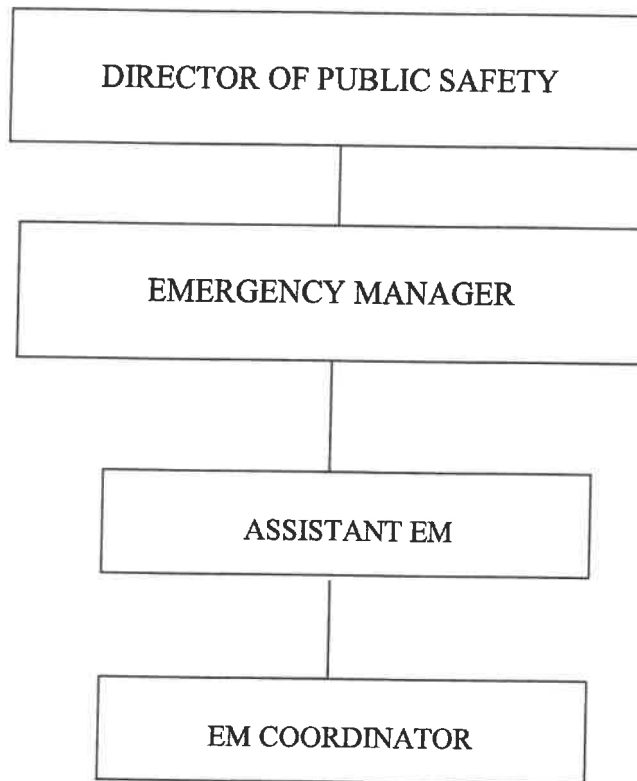 DIRECTOR OF PUBLIC SAFETY
EMERGENCY MANAGER
ASSISTANT EM
EM COORDINATOR